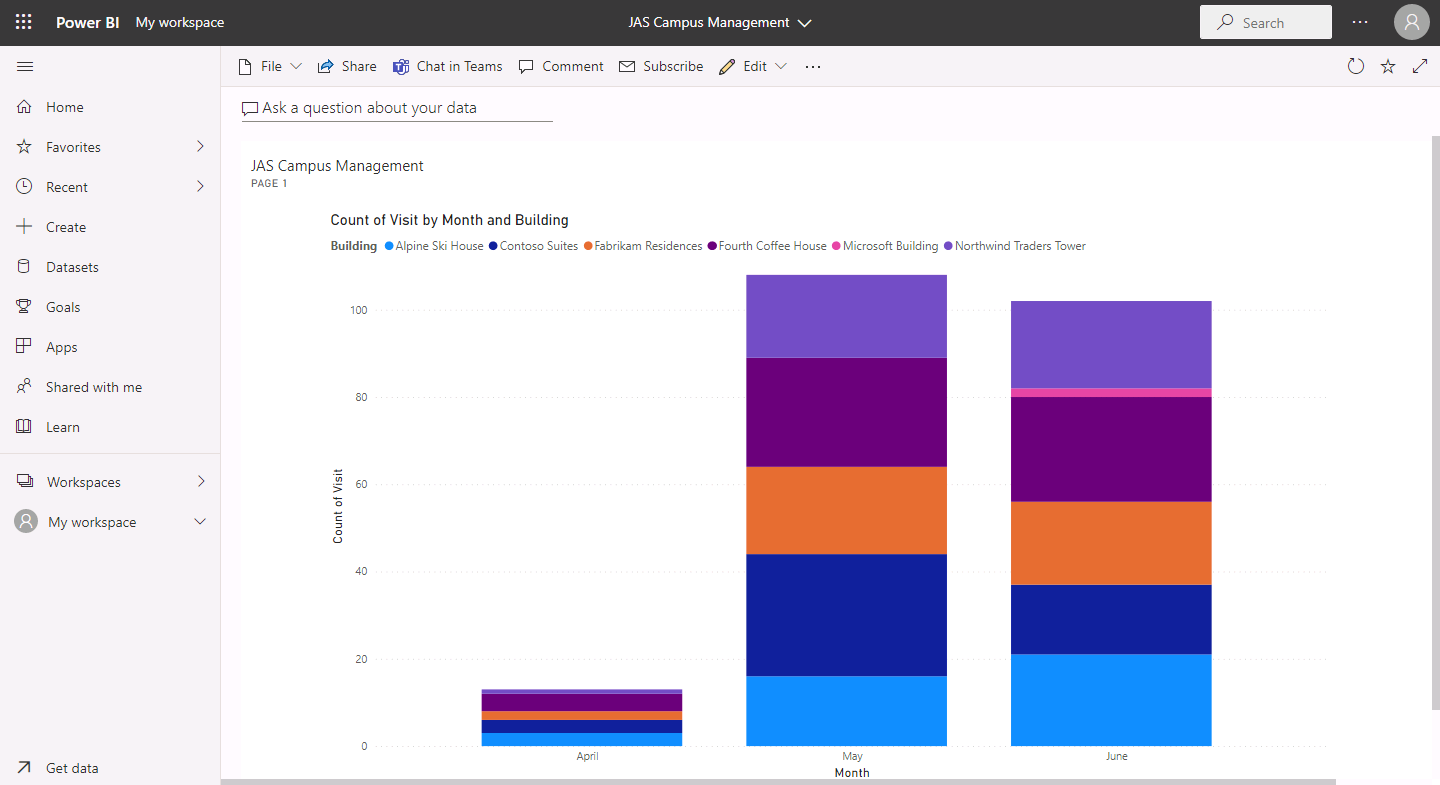 Power BI My workspace JAS Campus Management Search
File Share Chat in Teams Comment Subscribe Edit
Home
Favorites
Recent
Create
Datasets
Goals
Apps
Shared with me
Learn
Workspaces
My workspace
Get data
Ask a question about your data
JAS Campus Management
PAGE 1
Count of Visit by Month and Building
Building Alpine Ski House Contoso Suites Fabrikam Residences Fourth Coffee House Microsoft Building Northwind Traders Tower
Count of Visit
100
80
60
40
20
0
April May June
Month